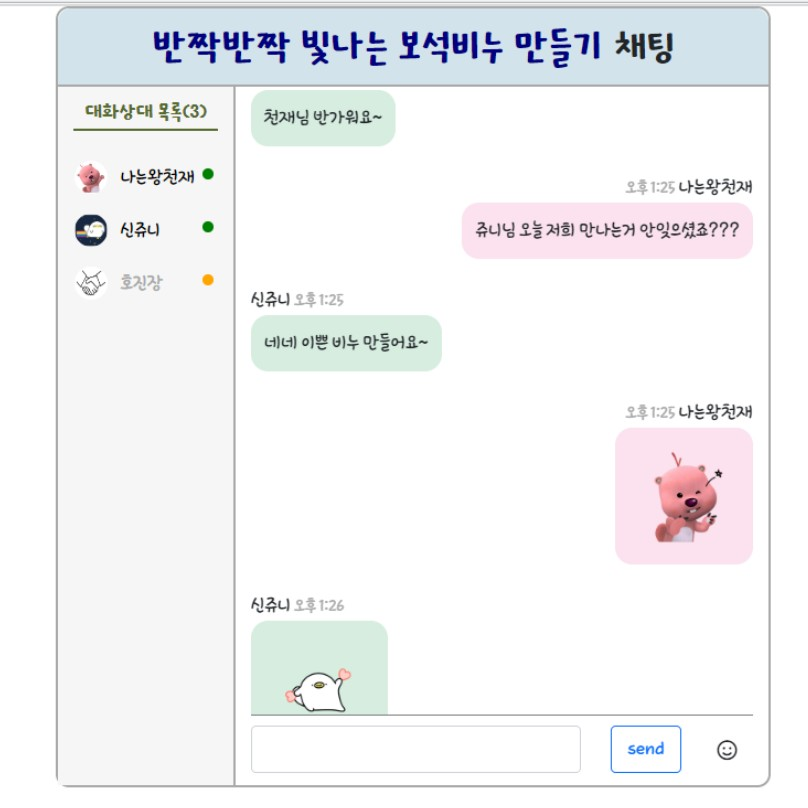 반짝반짝 빛나는 보석비누 만들기 채팅
대화상대 목록(3)
나는왕천재
신쥬니
호진장
천재님 반가워요~
오후 1:25 나는왕천재
쥬니님 오늘 저희 만나는거 안잊으셨죠???
신쥬니 오후 1:25
네네 이쁜 비누 만들어요~
오후 1:25 나는왕천재
신쥬니 오후 1:26
send